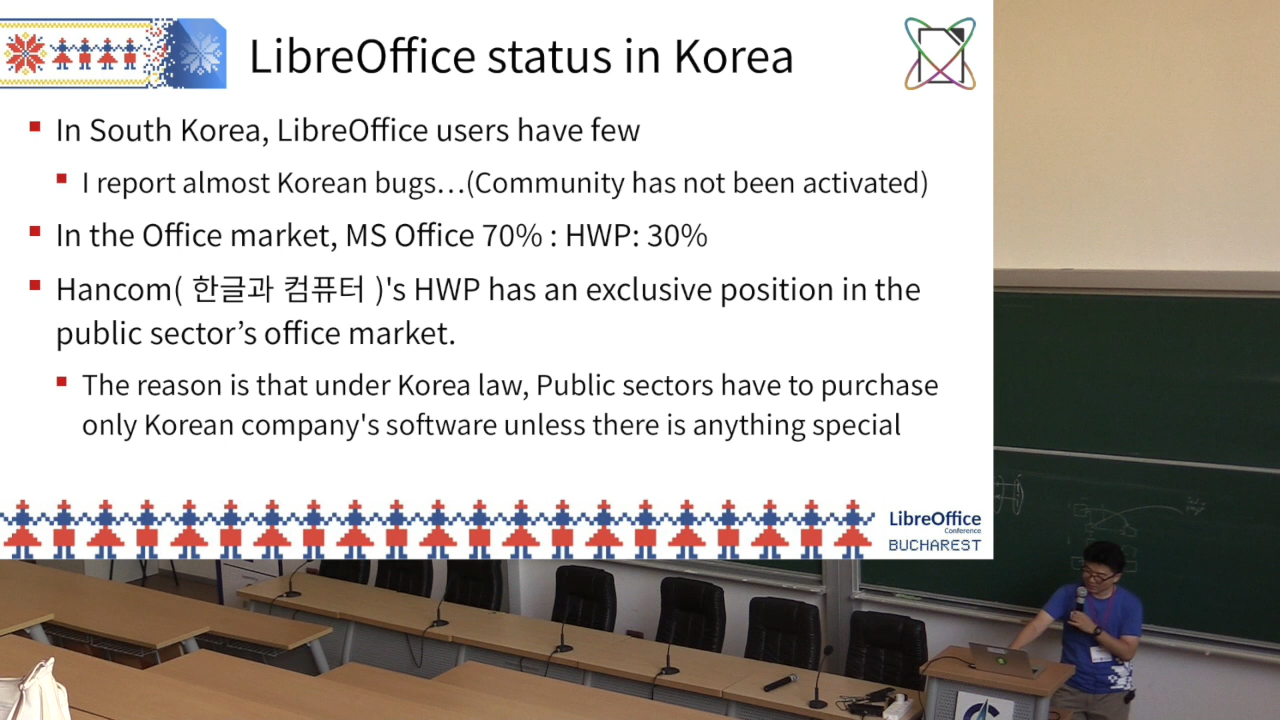 LibreOffice status in Korea
In South Korea, LibreOffice users have few
I report almost Korean bugs…(Community has not been activated)
In the Office market, MS Office 70% : HWP: 30%
Hancom( 한글과 컴퓨터 )'s HWP has an exclusive position in the
public sector’s office market.
The reason is that under Korea law, Public sectors have to purchase
only Korean company's software unless there is anything special
LibreOffice
Conference
BUCHAREST